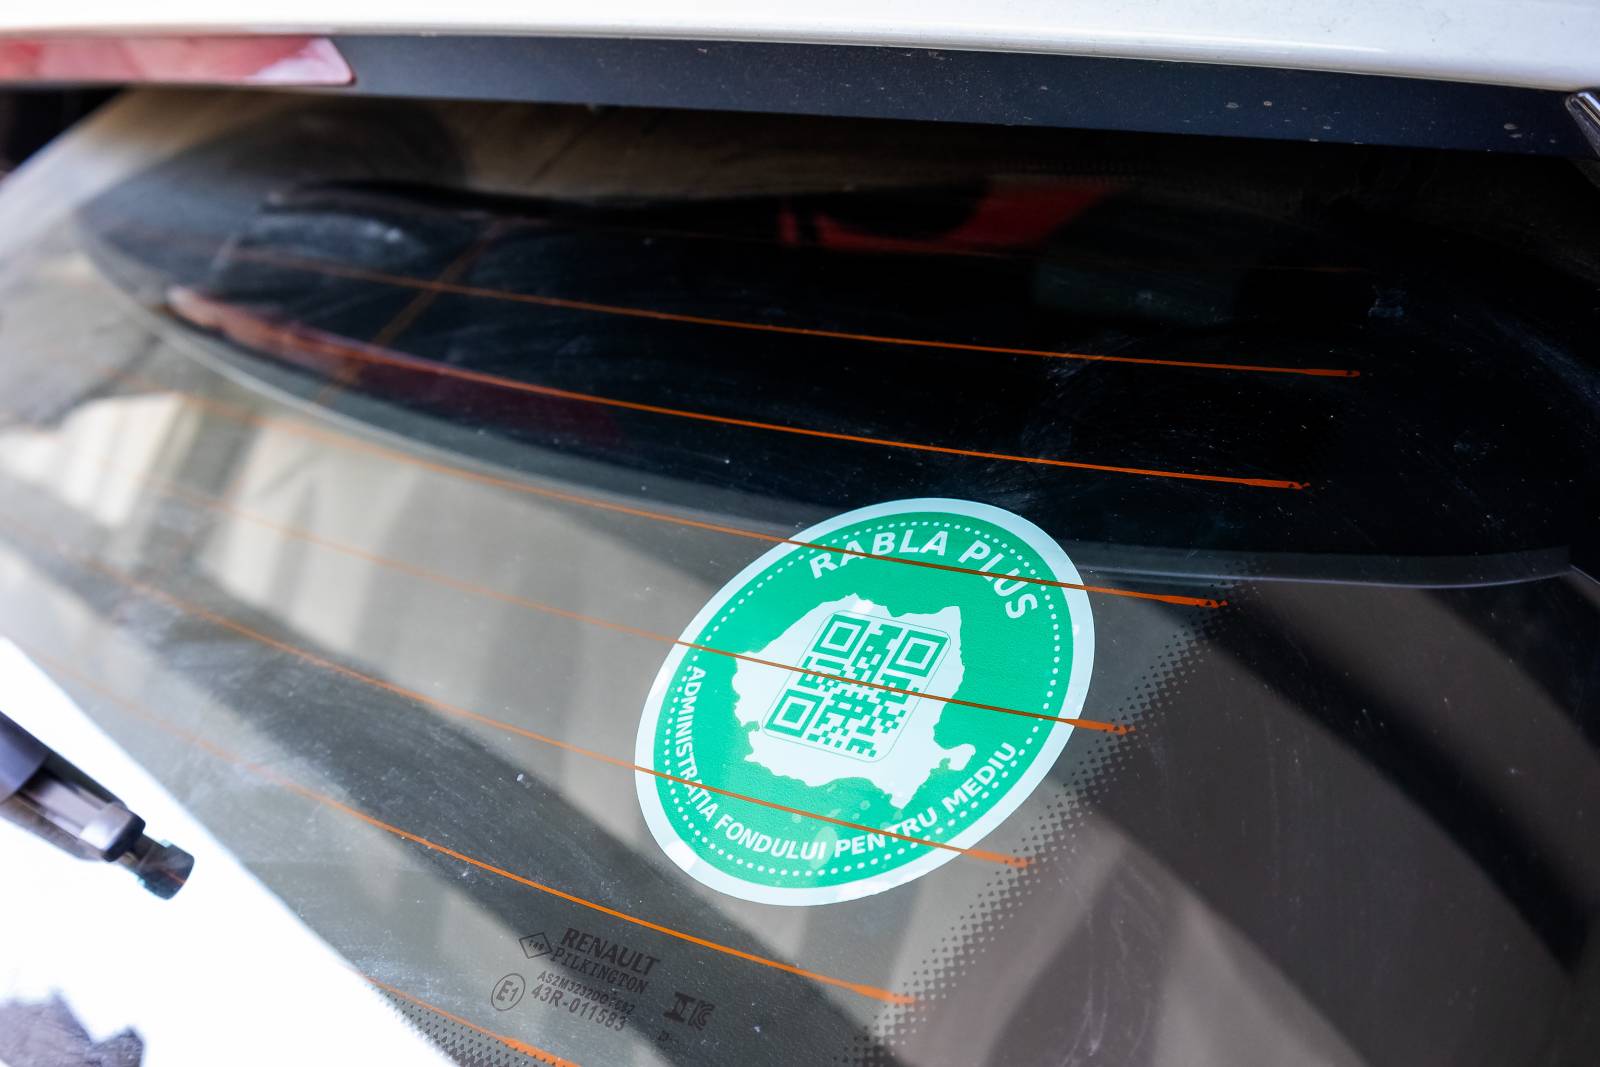 RABLA PLUS
ADMINISTRAȚIA FONDULUI PENTRU MEDIU
RENAULT
PILKINGTON
E1
43R-011583